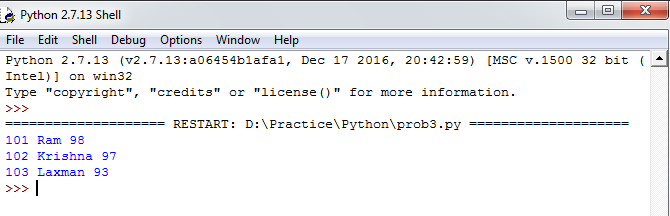 Python 2.7.13 Shell
File Edit Shell Debug Options Window Help
Python 2.7.13 (v2.7.13:a06454b1afa1, Dec 17 2016, 20:42:59) [MSC v.1500 32 bit (
Intel)] on win32
Type "copyright", "credits" or "license()" for more information.
>>>
==================== RESTART: D:\Practice\Python\prob3.py ====================
101 Ram 98
102 Krishna 97
103 Laxman 93
>>>